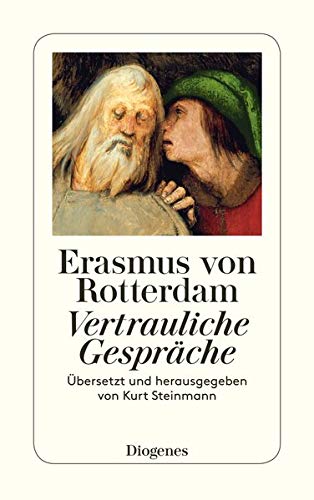 Erasmus von
Rotterdam
Vertrauliche
Gespräche
Übersetzt und herausgegeben
von Kurt Steinmann
Diogenes